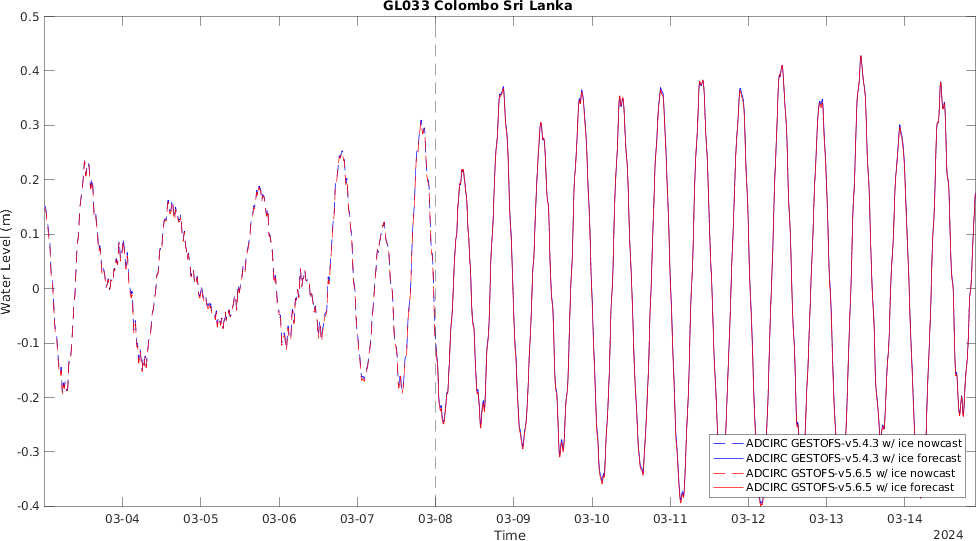 GL033 Colombo Sri Lanka
0.5
0.4
0.3
0.2
0.1
0
-0.1
-0.2
-0.3
-0.4
Water Level (m)
ADCIRC GESTOFS-v5.4.3 w/ ice nowcast
ADCIRC GESTOFS-v5.4.3 w/ ice forecast
ADCIRC GSTOFS-v5.6.5 w/ ice nowcast
ADCIRC GSTOFS-v5.6.5 w/ ice forecast
03-04 03-05 03-06 03-07 03-08 03-09 03-10 03-11 03-12 03-13 03-14
Time
2024